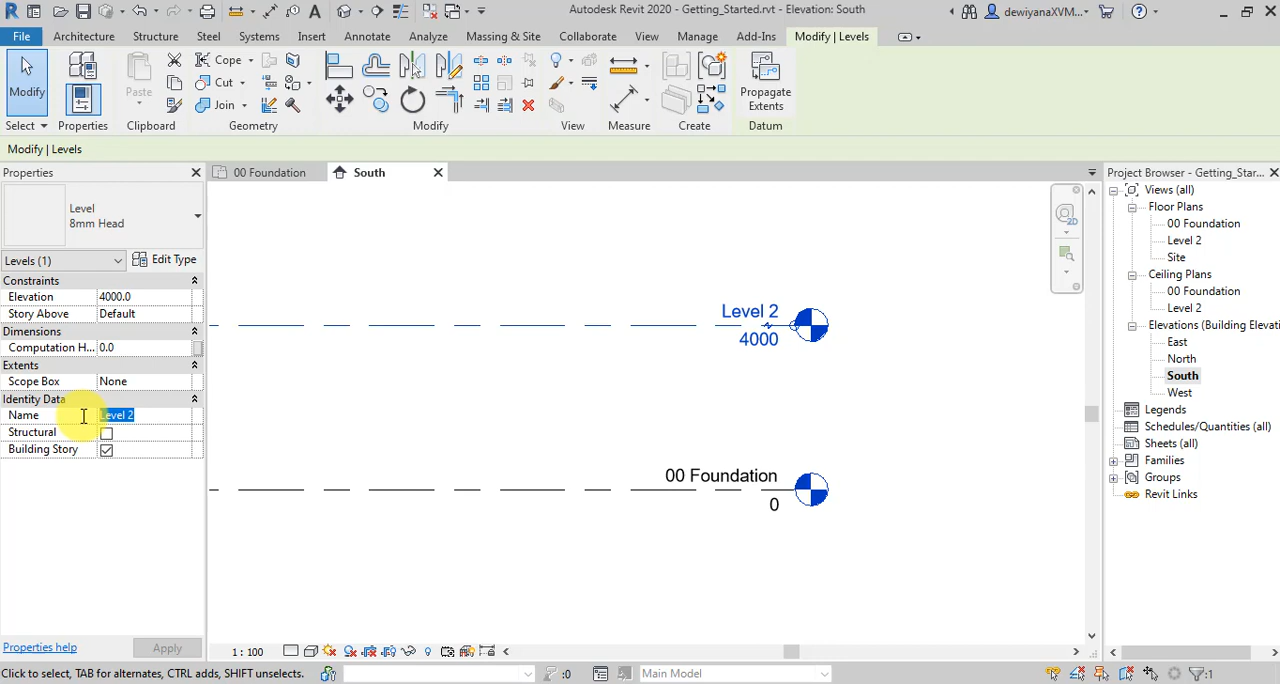 Autodesk Revit 2020 - Getting_Started.rvt - Elevation: South
dewiyanaXVM...
File Architecture Structure Steel Systems Insert Annotate Analyze Massing & Site Collaborate View Manage Add-Ins Modify | Levels
Modify
Paste
Cope
Cut
Join
Propagate
Extents
Select Properties Clipboard Geometry Modify View Measure Create Datum
Modify | Levels
Properties
00 Foundation
South
Project Browser - Getting_Star...
Level
8mm Head
Levels (1)
Edit Type
Constraints
Elevation 4000.0
Story Above Default
Dimensions
Computation H... 0.0
Extents
Scope Box None
Identity Data
Name Level 2
Structural
Building Story
Properties help
Apply
2D
Level 2
4000
00 Foundation
0
Views (all)
Floor Plans
00 Foundation
Level 2
Site
Ceiling Plans
00 Foundation
Level 2
Elevations (Building Elevati
East
North
South
West
Legends
Schedules/Quantities (all)
Sheets (all)
Families
Groups
Revit Links
1 : 100
Click to select, TAB for alternates, CTRL adds, SHIFT unselects.
:0
Main Model
:1